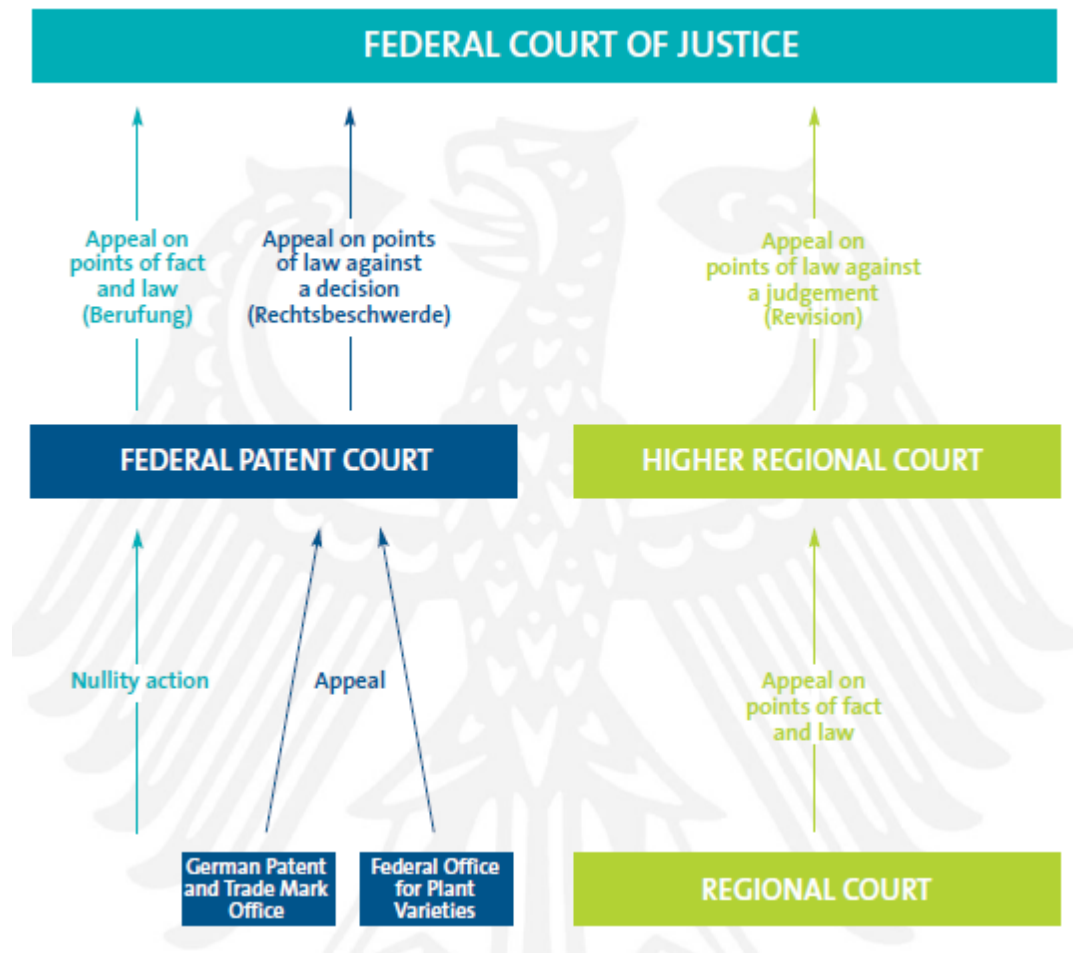 FEDERAL COURT OF JUSTICE
Appeal on
points of fact
and law
(Berufung)
Appeal on points
of law against
a decision
(Rechtsbeschwerde)
Appeal on
points of law against
a judgement
(Revision)
FEDERAL PATENT COURT
HIGHER REGIONAL COURT
Nullity action
Appeal
Appeal on
points of fact
and law
German Patent
and Trade Mark
Office
Federal Office
for Plant
Varieties
REGIONAL COURT